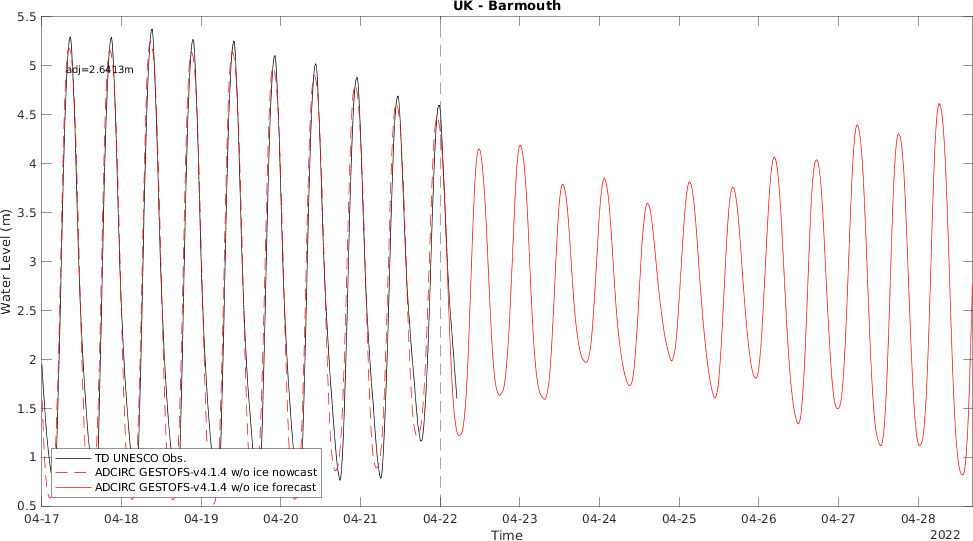 UK - Barmouth
5.5
5
4.5
4
3.5
3
2.5
2
1.5
1
0.5
Water Level (m)
adj=2.6413m
TD UNESCO Obs.
ADCIRC GESTOFS-v4.1.4 w/o ice nowcast
ADCIRC GESTOFS-v4.1.4 w/o ice forecast
04-17 04-18 04-19 04-20 04-21 04-22 04-23 04-24 04-25 04-26 04-27 04-28
Time
2022